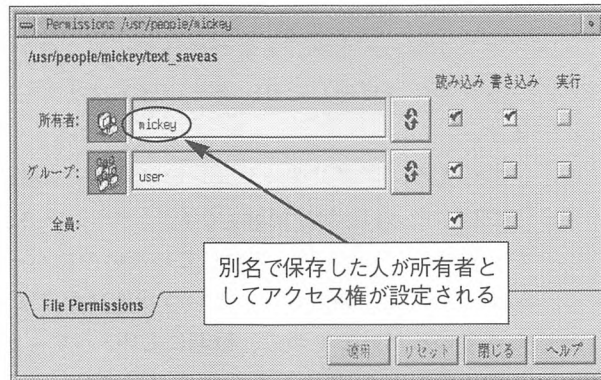 Permissions /usr/people/mickey
/usr/people/mickey/text_saveas
読み込み 書き込み 実行
所有者: mickey
グループ: user
全員:
別名で保存した人が所有者と
してアクセス権が設定される
File Permissions
適用 リセット 閉じる ヘルプ